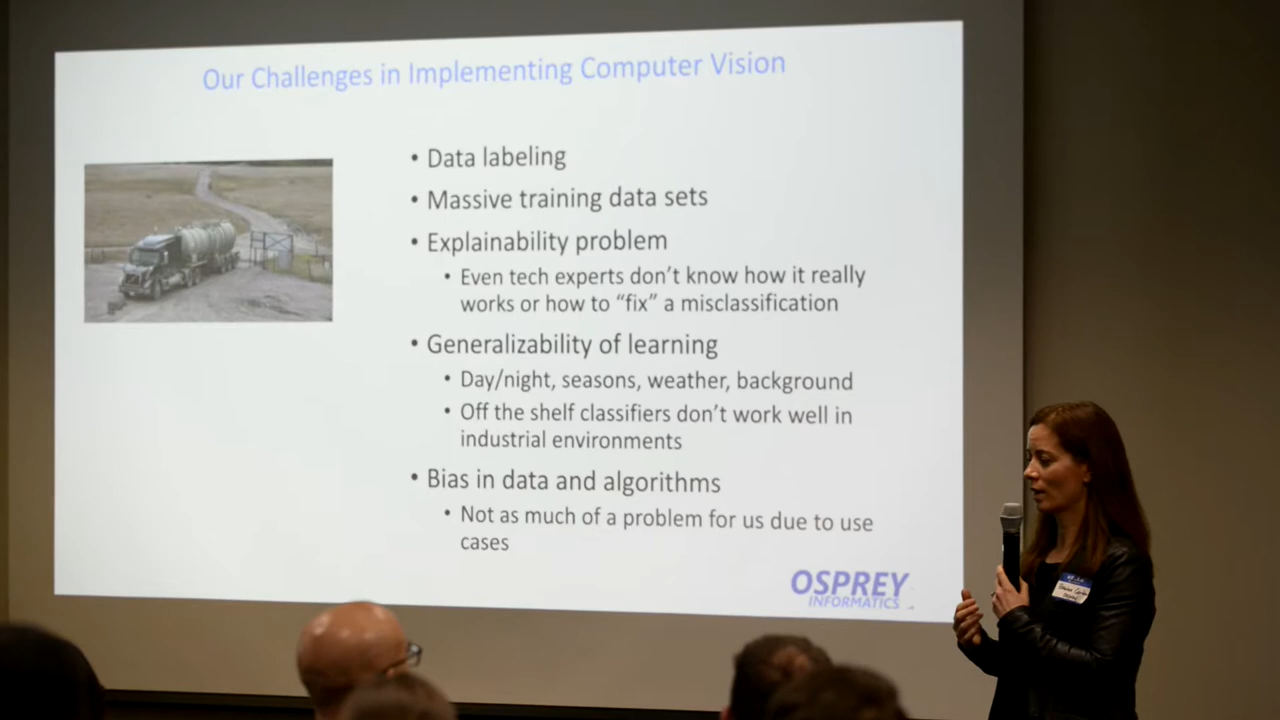 Our Challenges in Implementing Computer Vision
• Data labeling
• Massive training data sets
• Explainability problem
• Even tech experts don't know how it really
works or how to "fix" a misclassification
• Generalizability of learning
• Day/night, seasons, weather, background
• Off the shelf classifiers don't work well in
industrial environments
• Bias in data and algorithms
• Not as much of a problem for us due to use
cases
OSPREY
INFORMATICS